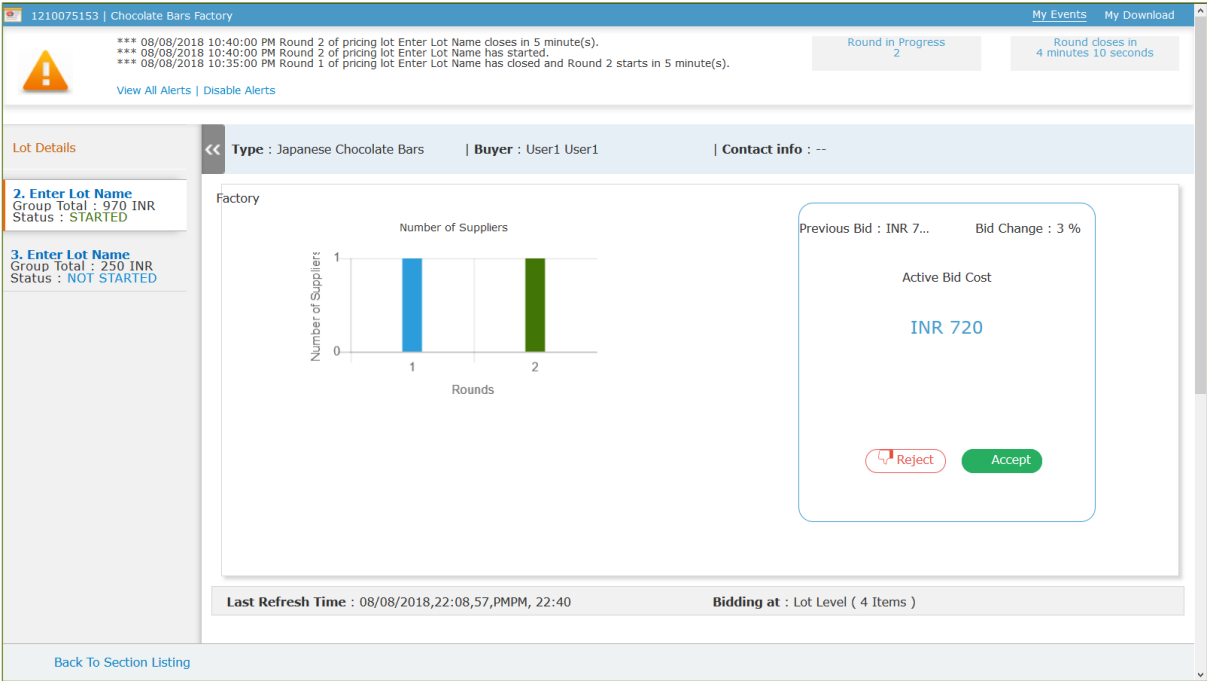 1210075153 | Chocolate Bars Factory
My Events My Download
*** 08/08/2018 10:40:00 PM Round 2 of pricing lot Enter Lot Name closes in 5 minute(s).
*** 08/08/2018 10:40:00 PM Round 2 of pricing lot Enter Lot Name has started.
*** 08/08/2018 10:35:00 PM Round 1 of pricing lot Enter Lot Name has closed and Round 2 starts in 5 minute(s).
View All Alerts | Disable Alerts
Round in Progress
2
Round closes in
4 minutes 10 seconds
Lot Details
2. Enter Lot Name
Group Total : 970 INR
Status : STARTED
3. Enter Lot Name
Group Total : 250 INR
Status : NOT STARTED
Type : Japanese Chocolate Bars | Buyer : User1 User1 | Contact info : --
Factory
Number of Suppliers
Number of Suppliers
1
0
1 2
Rounds
Previous Bid : INR 7... Bid Change : 3 %
Active Bid Cost
INR 720
Reject Accept
Last Refresh Time : 08/08/2018,22:08,57,PMPM, 22:40 Bidding at : Lot Level ( 4 Items )
Back To Section Listing